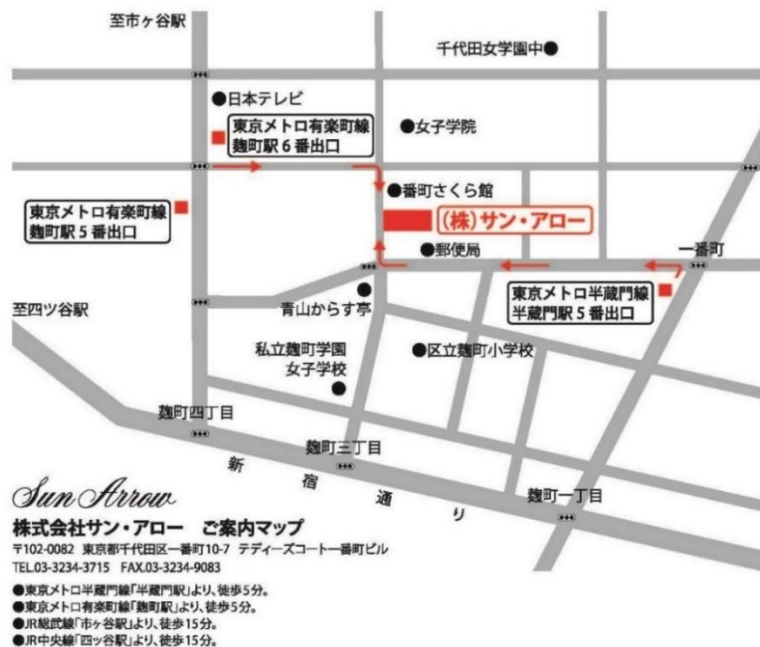 至市ヶ谷駅
千代田女学園中●
●日本テレビ
東京メトロ有楽町線
麹町駅6番出口
●女子学院
●番町さくら館
東京メトロ有楽町線
麹町駅5番出口
(株)サン・アロー
●郵便局
一番町
東京メトロ半蔵門線
半蔵門駅5番出口
至四ツ谷駅
青山からす亭
私立麹町学園
女子学校
●区立麹町小学校
麹町四丁目
麹町三丁目
新宿通り
麹町一丁目
Sun Arrow
株式会社サン・アロー ご案内マップ
〒102-0082 東京都千代田区一番町10-7 テディーズコート一番町ビル
TEL.03-3234-3715 FAX.03-3234-9083
●東京メトロ半蔵門線「半蔵門駅」より、徒歩5分。
●東京メトロ有楽町線「麹町駅」より、徒歩5分。
●JR総武線「市ヶ谷駅」より、徒歩15分。
●JR中央線「四ッ谷駅」より、徒歩15分。